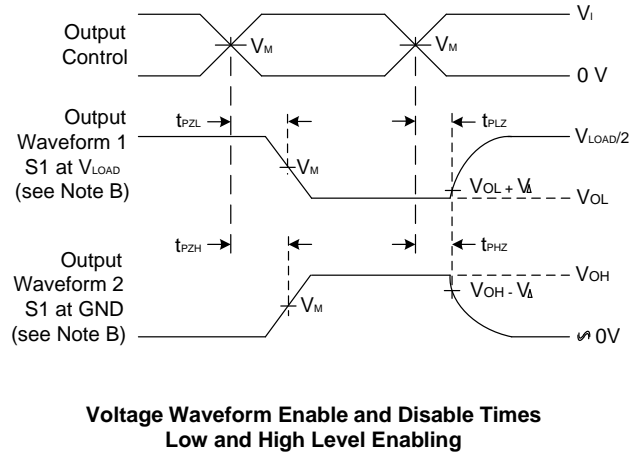 Output
Control
VM
VM
VI
0 V
Output
Waveform 1
S1 at VLOAD
(see Note B)
tPZL
tPLZ
VM
VLOAD/2
VOL + VΔ
VOL
Output
Waveform 2
S1 at GND
(see Note B)
tPZH
tPHZ
VM
VOH
VOH - VΔ
≈ 0V
Voltage Waveform Enable and Disable Times
Low and High Level Enabling